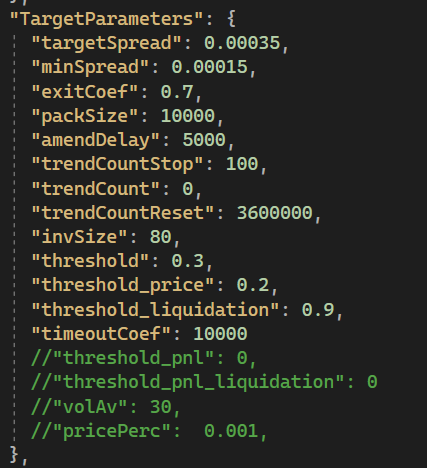 "TargetParameters": {
"targetSpread": 0.00035,
"minSpread": 0.00015,
"exitCoef": 0.7,
"packSize": 10000,
"amendDelay": 5000,
"trendCountStop": 100,
"trendCount": 0,
"trendCountReset": 3600000,
"invSize": 80,
"threshold": 0.3,
"threshold_price": 0.2,
"threshold_liquidation": 0.9,
"timeoutCoef": 10000
//"threshold_pnl": 0,
//"threshold_pnl_liquidation": 0
//"volAv": 30,
//"pricePerc":  0.001,
},